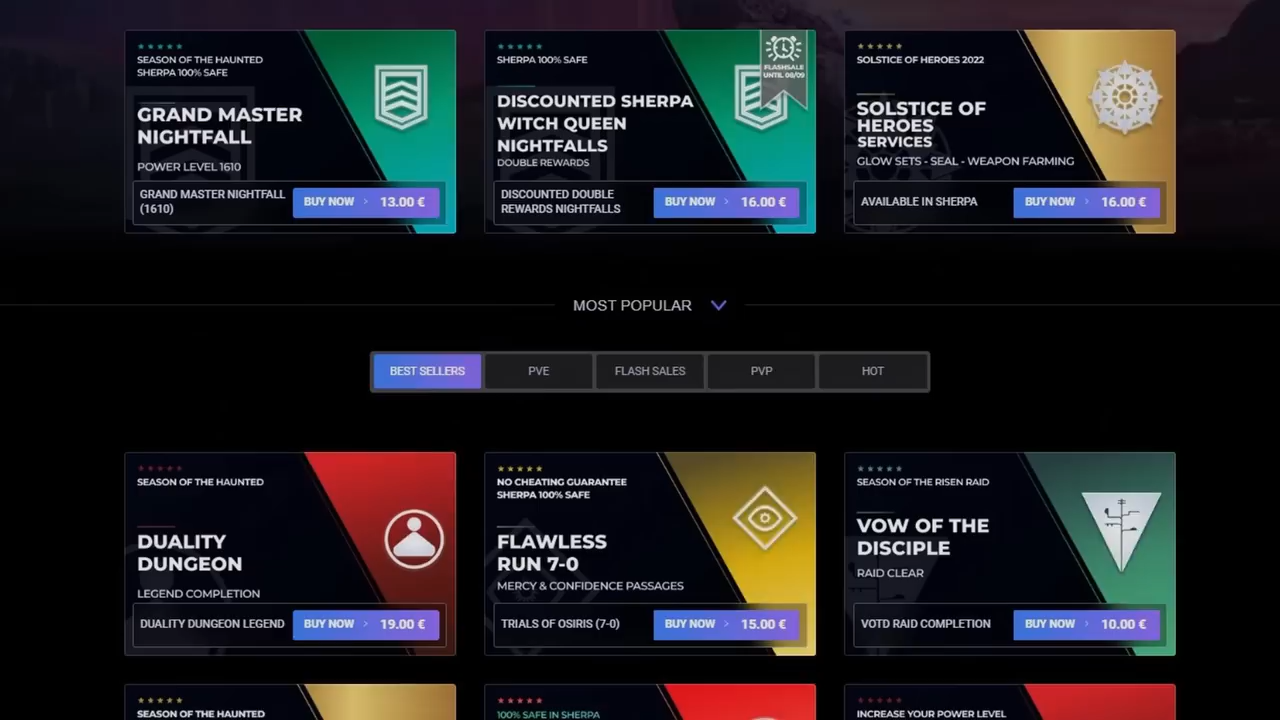 SEASON OF THE HAUNTED
SHERPA 100% SAFE
GRAND MASTER
NIGHTFALL
POWER LEVEL 1610
GRAND MASTER NIGHTFALL
(1610)
BUY NOW > 13.00 €
SHERPA 100% SAFE
FLASHSALE
UNTIL 08/09
DISCOUNTED SHERPA
WITCH QUEEN
NIGHTFALLS
DOUBLE REWARDS
DISCOUNTED DOUBLE
REWARDS NIGHTFALLS
BUY NOW > 16.00 €
SOLSTICE OF HEROES 2022
SOLSTICE OF
HEROES
SERVICES
GLOW SETS - SEAL - WEAPON FARMING
AVAILABLE IN SHERPA
BUY NOW > 16.00 €
MOST POPULAR
BEST SELLERS
PVE
FLASH SALES
PVP
HOT
SEASON OF THE HAUNTED
DUALITY
DUNGEON
LEGEND COMPLETION
DUALITY DUNGEON LEGEND
BUY NOW > 19.00 €
NO CHEATING GUARANTEE
SHERPA 100% SAFE
FLAWLESS
RUN 7-0
MERCY & CONFIDENCE PASSAGES
TRIALS OF OSIRIS (7-0)
BUY NOW > 15.00 €
SEASON OF THE RISEN RAID
VOW OF THE
DISCIPLE
RAID CLEAR
VOTD RAID COMPLETION
BUY NOW > 10.00 €
SEASON OF THE HAUNTED
100% SAFE IN SHERPA
INCREASE YOUR POWER LEVEL